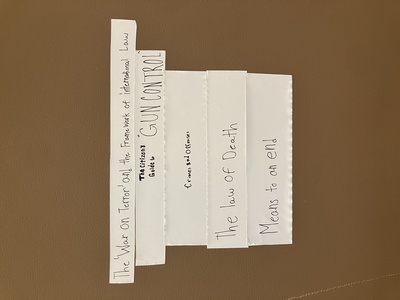 The 'War on Terror' and the Framework of international Law
The citizens
Guide to
GUN CONTROL
Crimes and Offenses
The law of Death
Means to an end